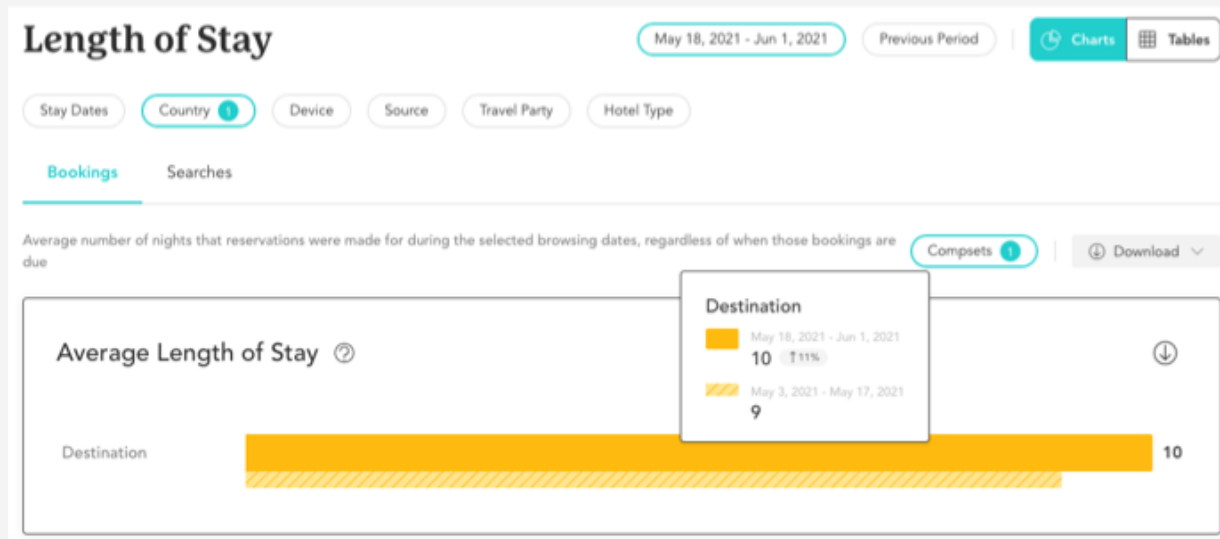 Length of Stay
May 18, 2021 - Jun 1, 2021
Previous Period
Charts
Tables
Stay Dates
Country 1
Device
Source
Travel Party
Hotel Type
Bookings
Searches
Average number of nights that reservations were made for during the selected browsing dates, regardless of when those bookings are
due
Compsets 1
Download
Destination
May 18, 2021 - Jun 1, 2021
10 ↑11%
May 3, 2021 - May 17, 2021
9
Average Length of Stay ?
Destination
10